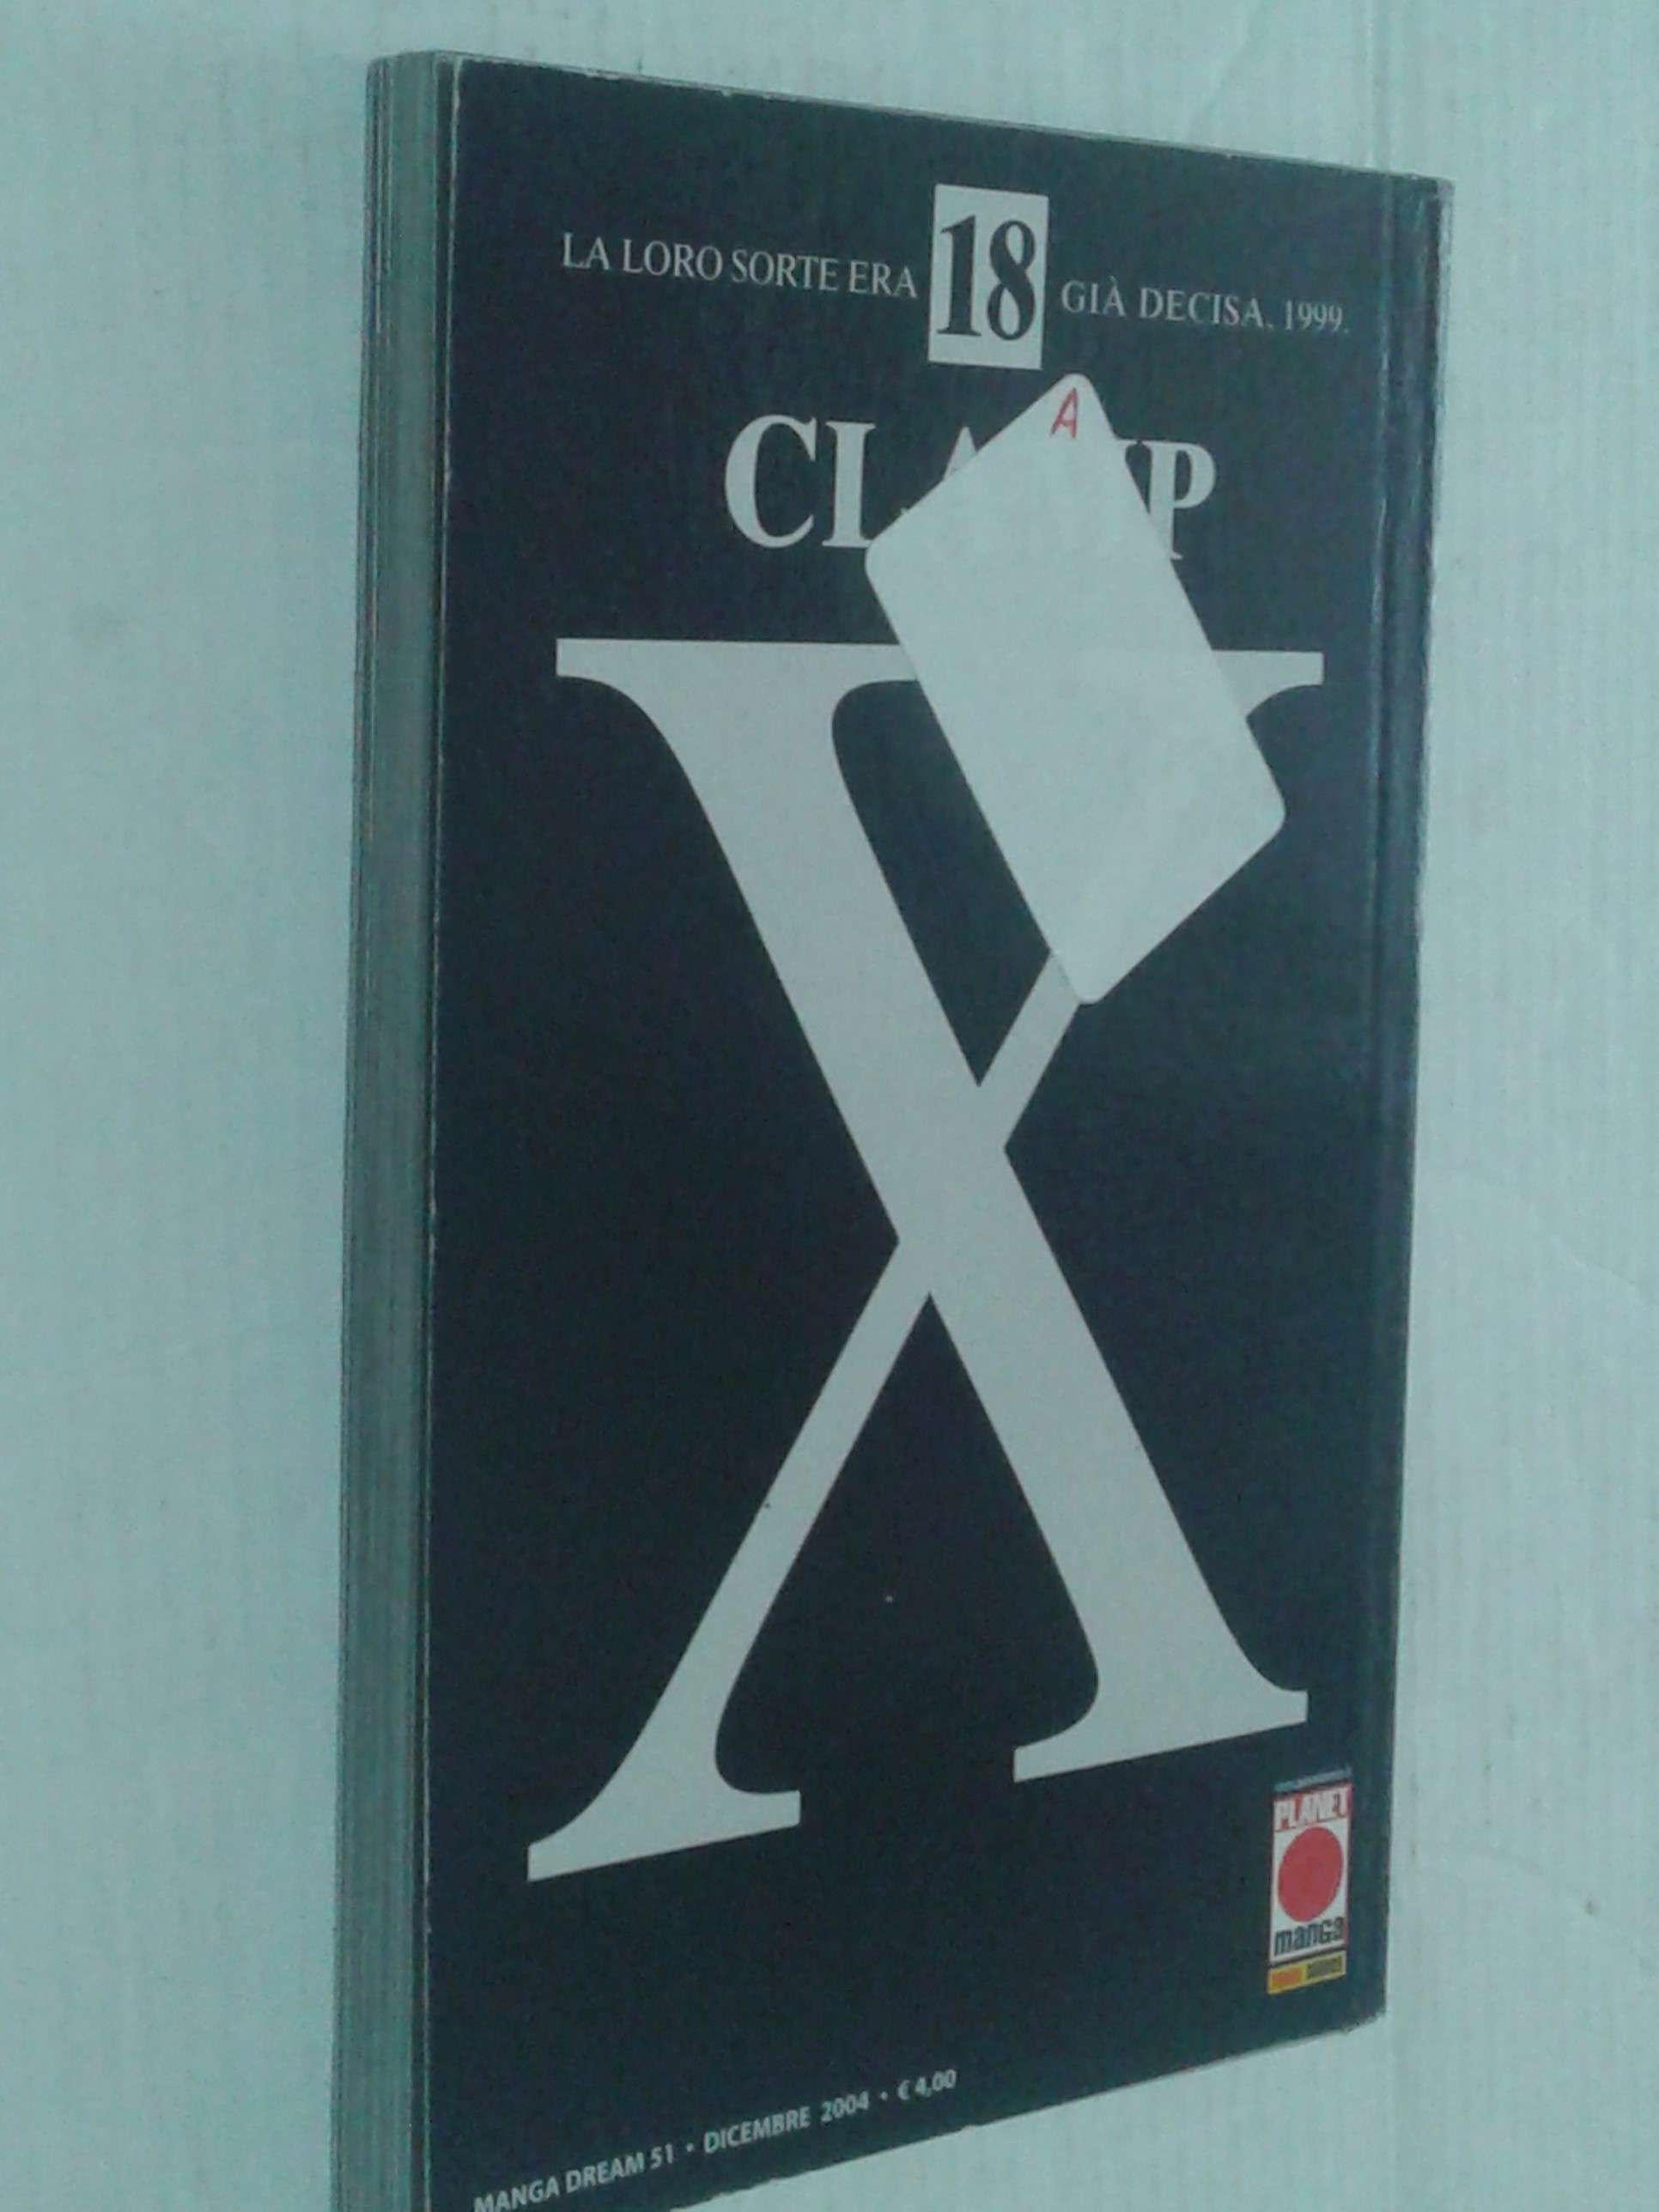 LA LORO SORTE ERA 18 GIÀ DECISA. 1999.
A
X
PLANET
manga
MANGA DREAM 51 • DICEMBRE 2004 • € 4,00